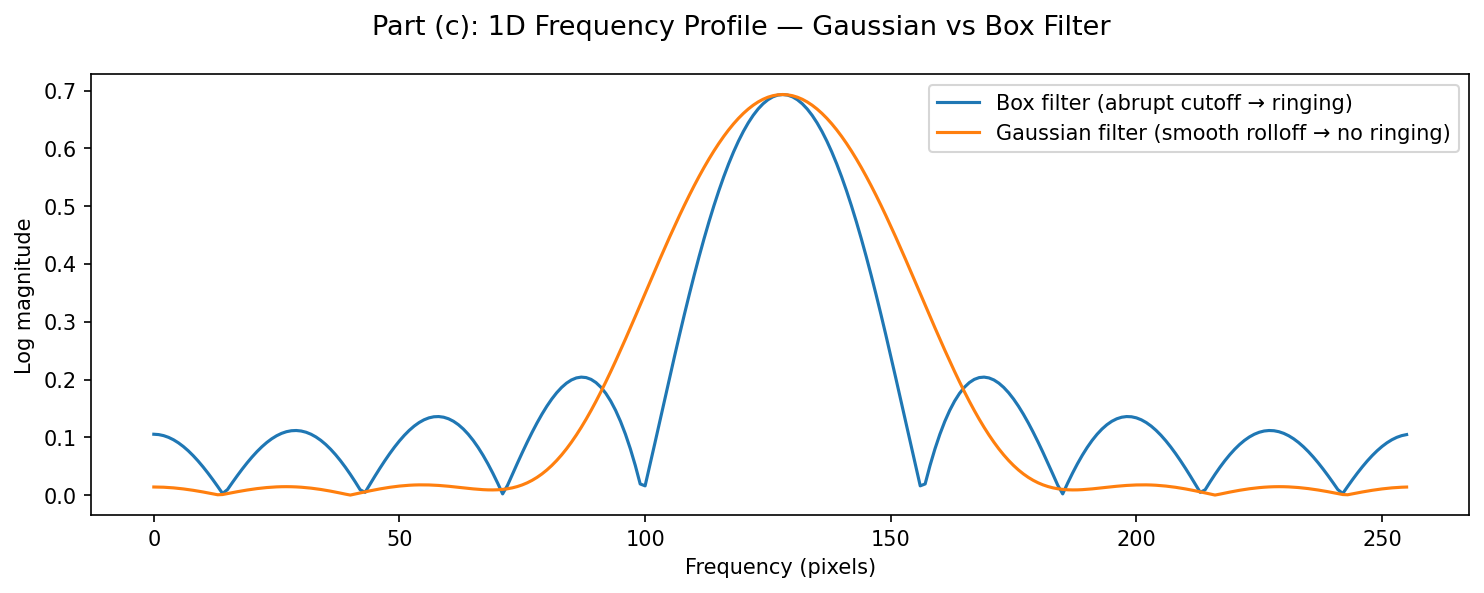 Part (c): 1D Frequency Profile — Gaussian vs Box Filter
Box filter (abrupt cutoff → ringing)
Gaussian filter (smooth rolloff → no ringing)
Log magnitude
0.7
0.6
0.5
0.4
0.3
0.2
0.1
0.0
0 50 100 150 200 250
Frequency (pixels)